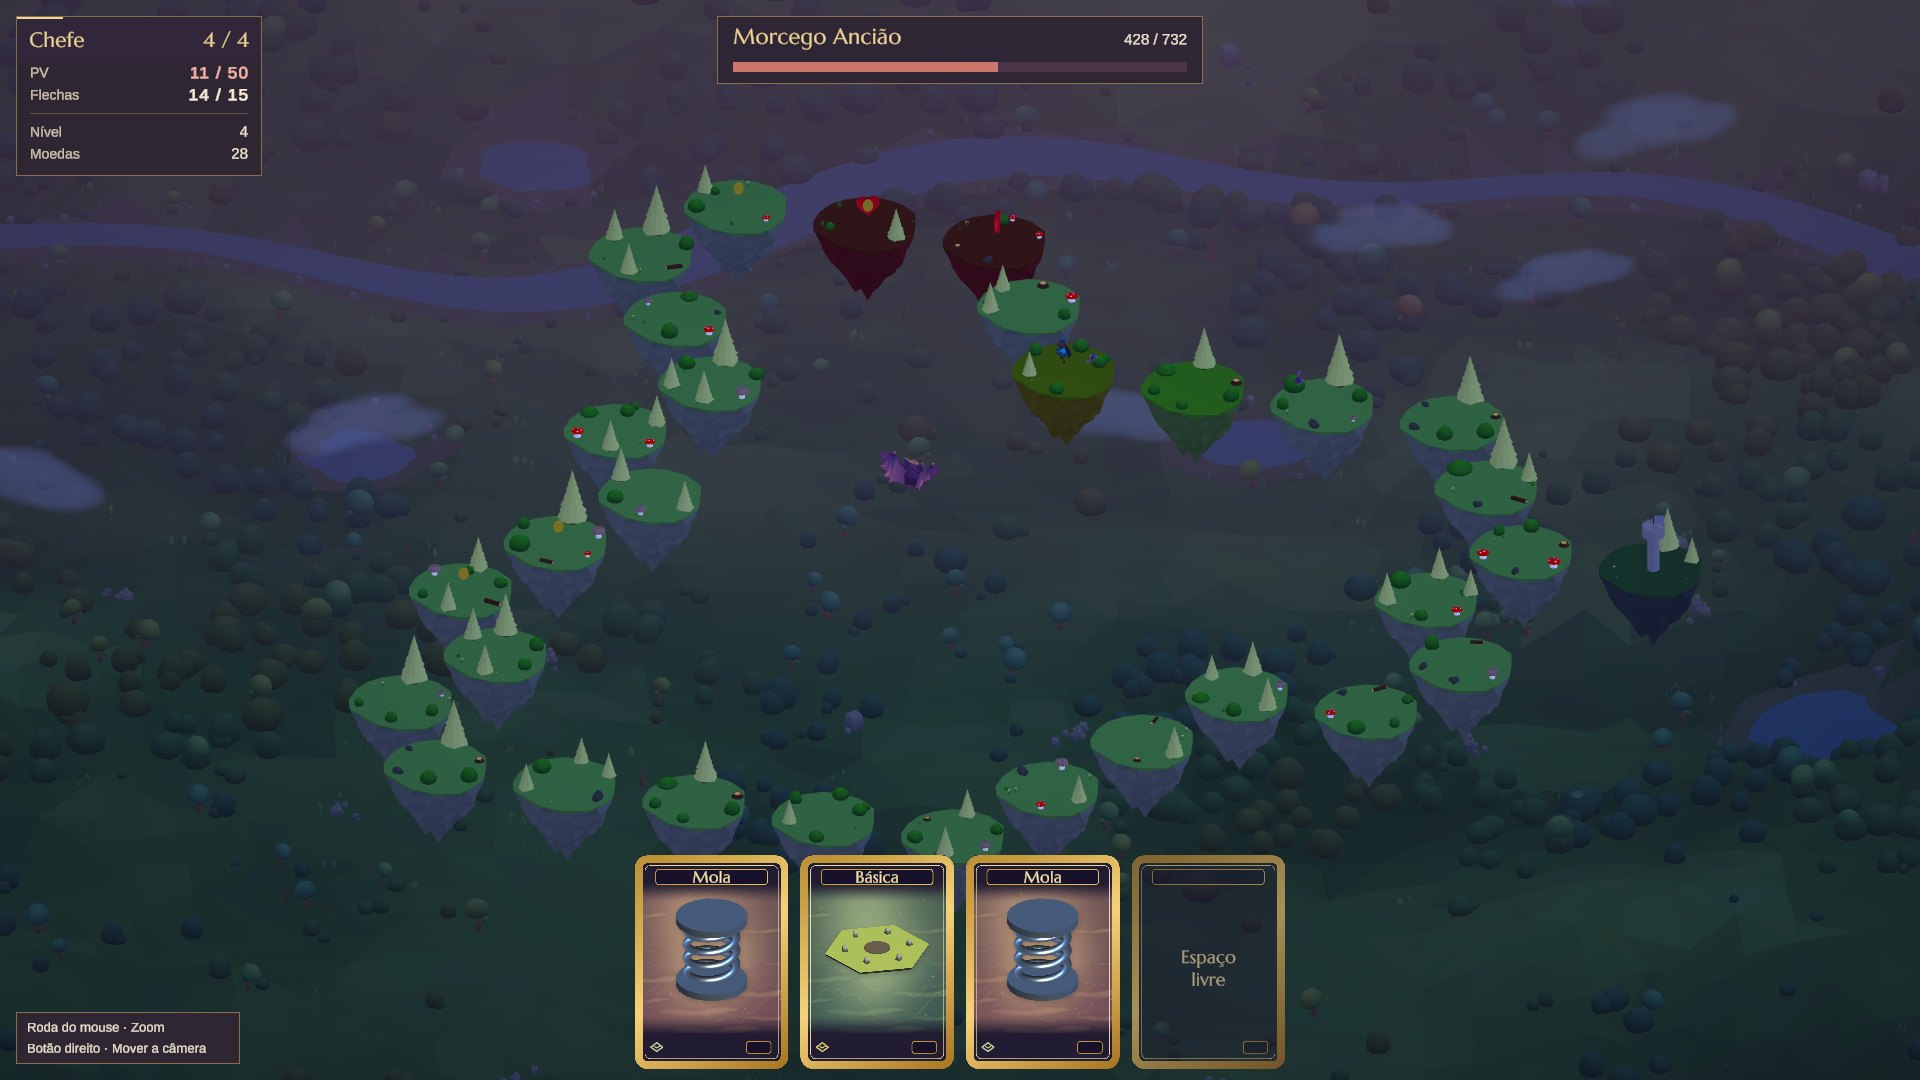 Chefe 4 / 4
PV 11 / 50
Flechas 14 / 15
Nível 4
Moedas 28
Morcego Ancião 428 / 732
Mola
Básica
Mola
Espaço
livre
Roda do mouse · Zoom
Botão direito · Mover a câmera